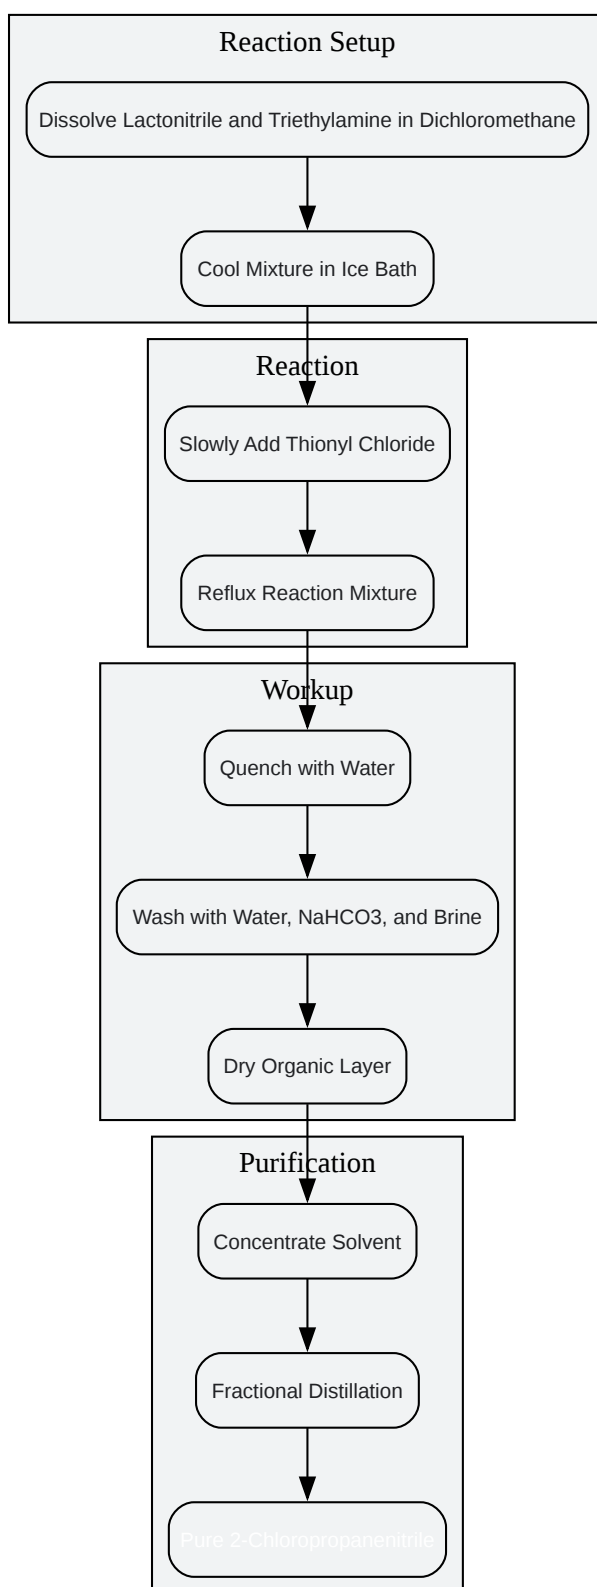 Reaction Setup
Dissolve Lactonitrile and Triethylamine in Dichloromethane
Cool Mixture in Ice Bath
Reaction
Slowly Add Thionyl Chloride
Reflux Reaction Mixture
Workup
Quench with Water
Wash with Water, NaHCO3, and Brine
Dry Organic Layer
Purification
Concentrate Solvent
Fractional Distillation
Pure 2-Chloropropanenitrile